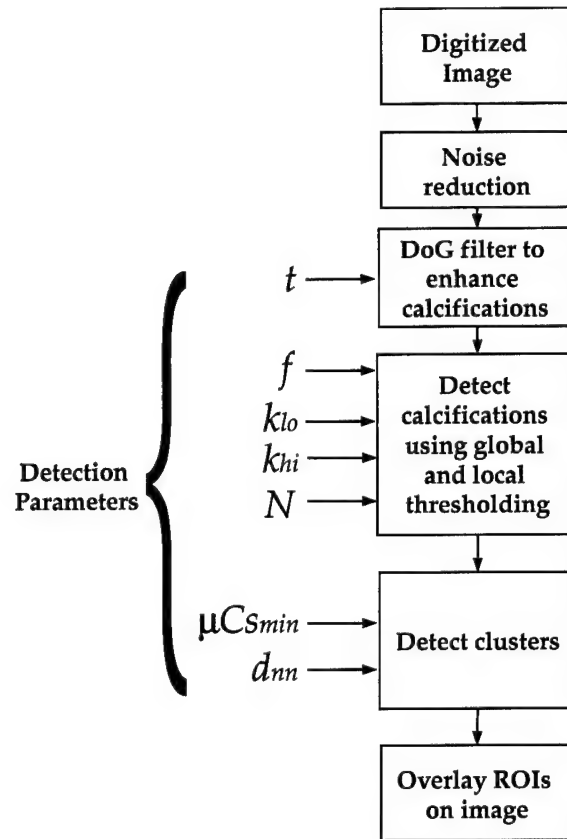 Digitized
Image
Noise
reduction
DoG filter to
enhance
calcifications
t
f
klo
khi
N
Detect
calcifications
using global
and local
thresholding
Detection
Parameters
μCsmin
dnn
Detect clusters
Overlay ROIs
on image